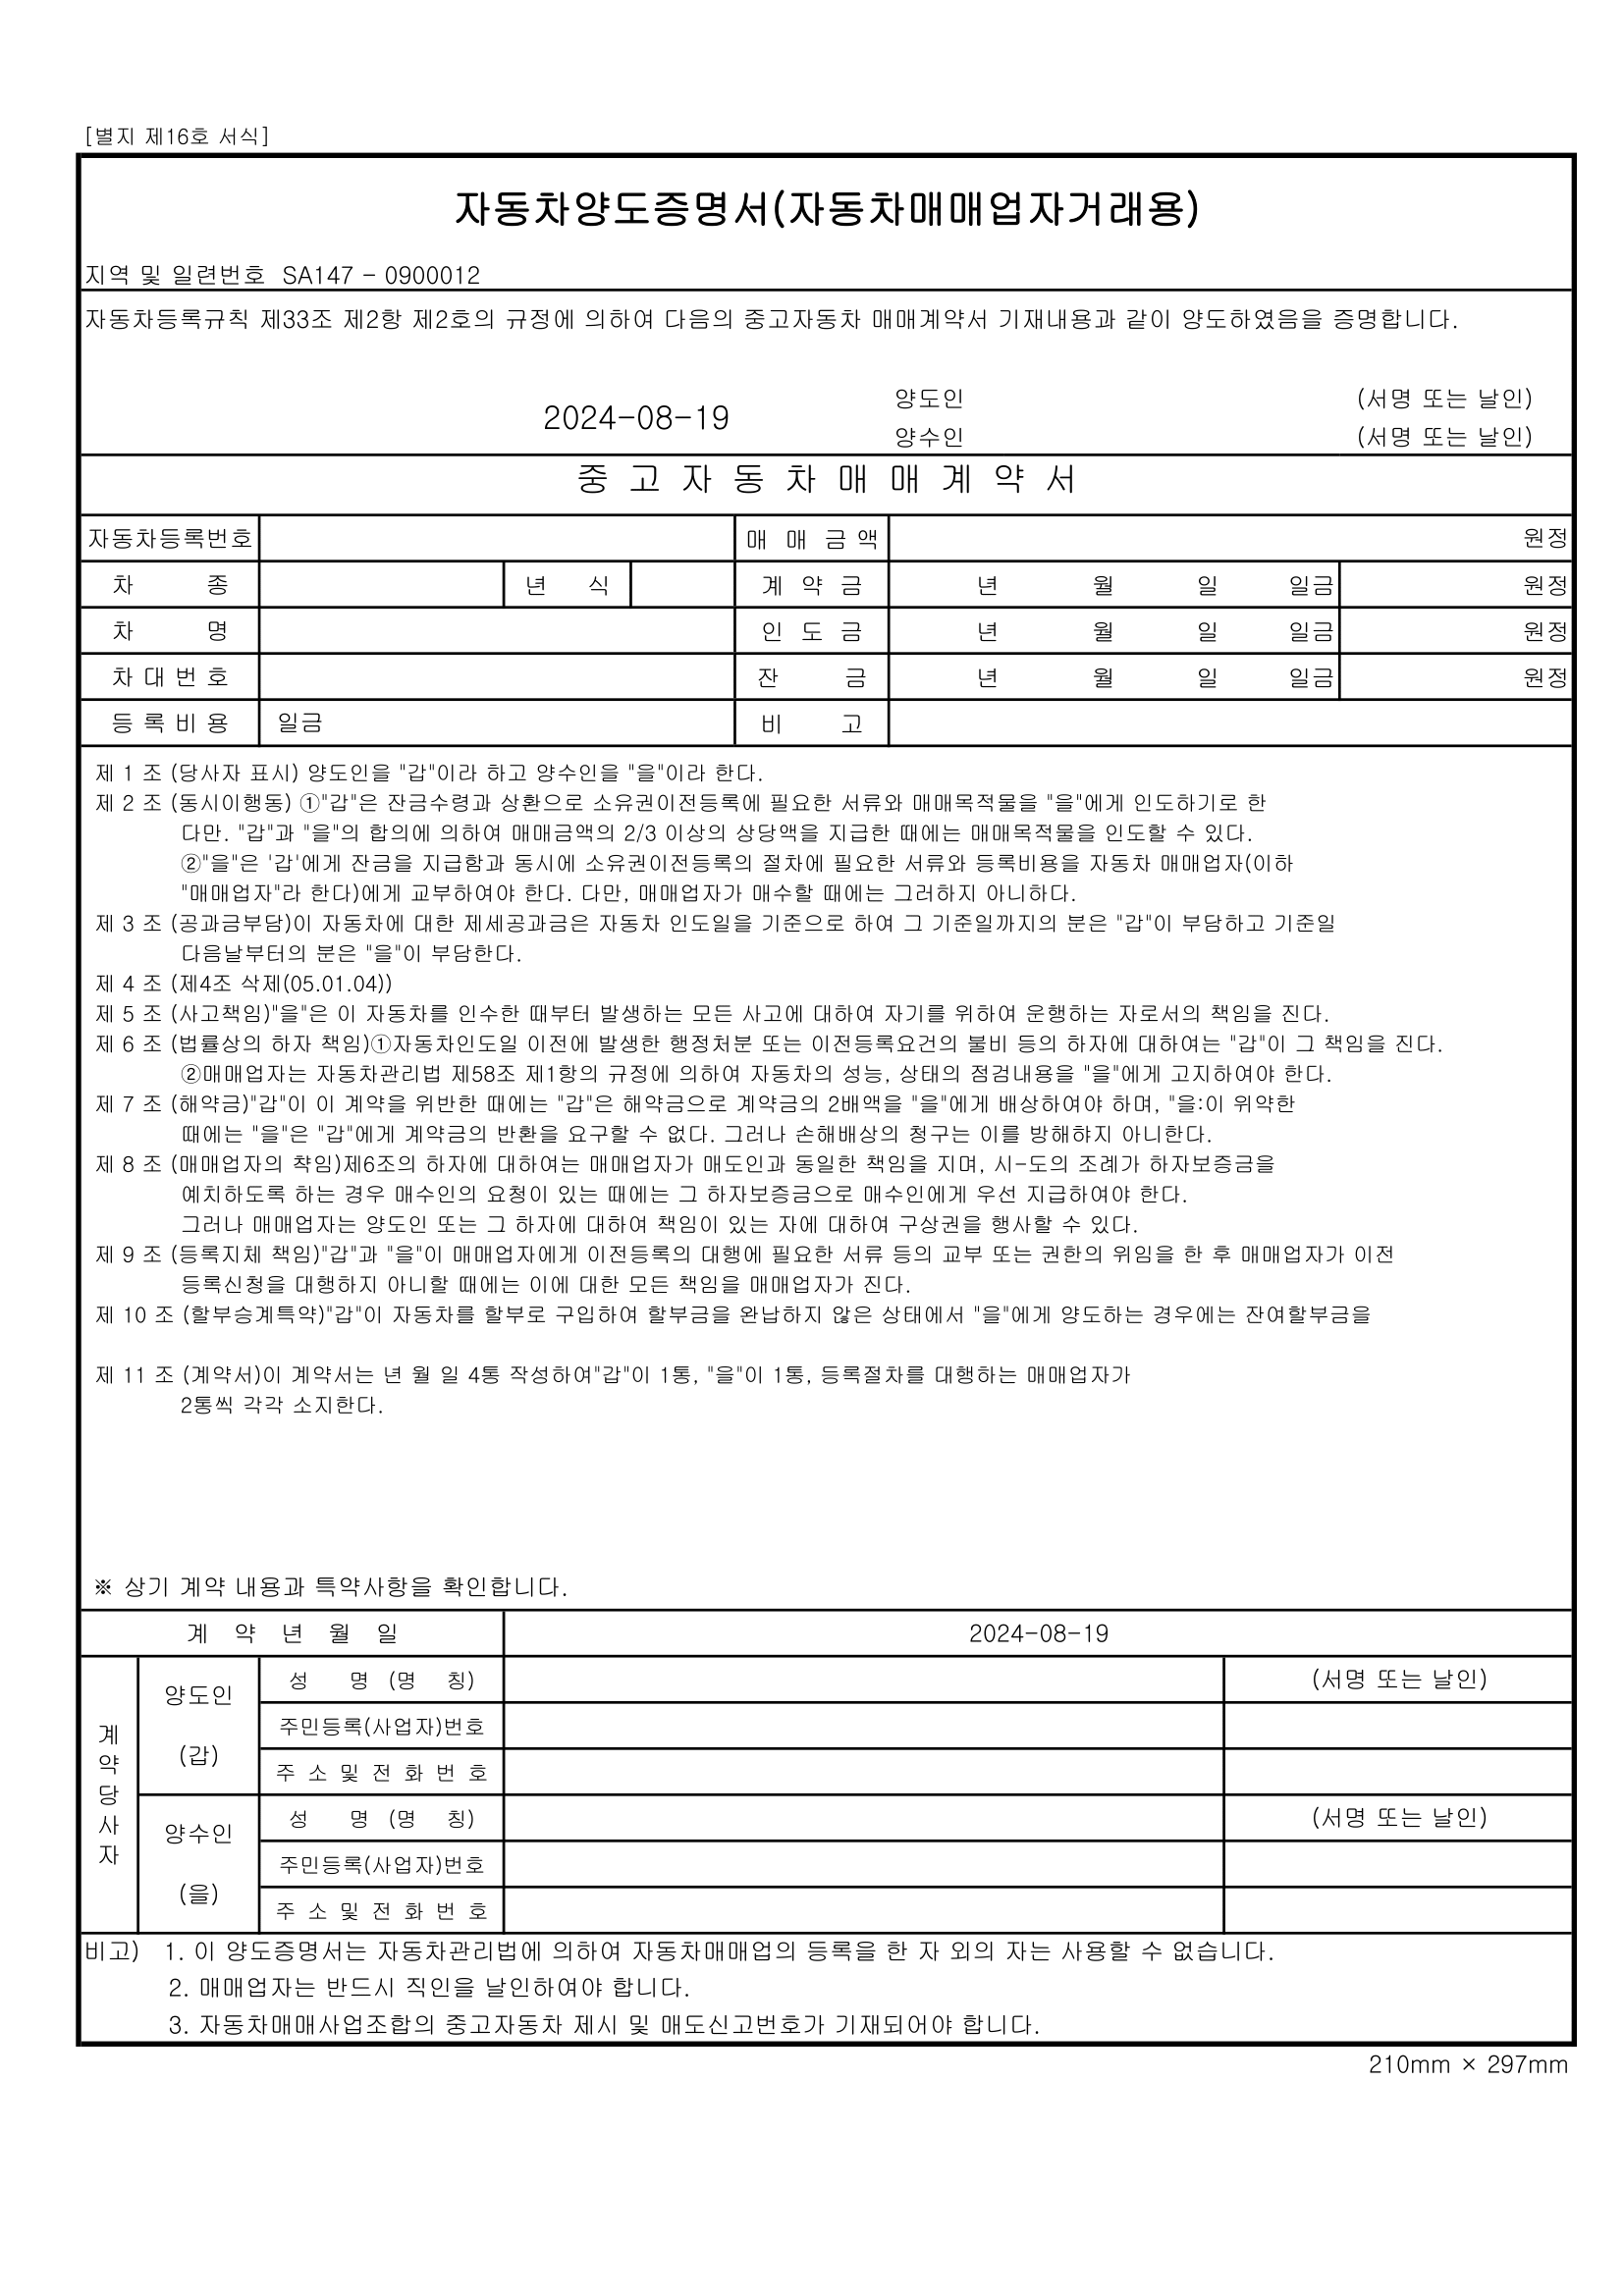 [별지 제16호 서식]
자동차양도증명서(자동차매매업자거래용)
지역 및 일련번호 SA147 - 0900012
자동차등록규칙 제33조 제2항 제2호의 규정에 의하여 다음의 중고자동차 매매계약서 기재내용과 같이 양도하였음을 증명합니다.
양도인 (서명 또는 날인)
2024-08-19
양수인 (서명 또는 날인)
중 고 자 동 차 매 매 계 약 서
자동차등록번호 매 매 금 액 원정
차 종 년 식 계 약 금 년 월 일 일금 원정
차 명 인 도 금 년 월 일 일금 원정
차 대 번 호 잔 금 년 월 일 일금 원정
등 록 비 용 일금 비 고
제 1 조 (당사자 표시) 양도인을 "갑"이라 하고 양수인을 "을"이라 한다.
제 2 조 (동시이행동) ①"갑"은 잔금수령과 상환으로 소유권이전등록에 필요한 서류와 매매목적물을 "을"에게 인도하기로 한
다만. "갑"과 "을"의 합의에 의하여 매매금액의 2/3 이상의 상당액을 지급한 때에는 매매목적물을 인도할 수 있다.
②"을"은 '갑'에게 잔금을 지급함과 동시에 소유권이전등록의 절차에 필요한 서류와 등록비용을 자동차 매매업자(이하
"매매업자"라 한다)에게 교부하여야 한다. 다만, 매매업자가 매수할 때에는 그러하지 아니하다.
제 3 조 (공과금부담)이 자동차에 대한 제세공과금은 자동차 인도일을 기준으로 하여 그 기준일까지의 분은 "갑"이 부담하고 기준일
다음날부터의 분은 "을"이 부담한다.
제 4 조 (제4조 삭제(05.01.04))
제 5 조 (사고책임)"을"은 이 자동차를 인수한 때부터 발생하는 모든 사고에 대하여 자기를 위하여 운행하는 자로서의 책임을 진다.
제 6 조 (법률상의 하자 책임)①자동차인도일 이전에 발생한 행정처분 또는 이전등록요건의 불비 등의 하자에 대하여는 "갑"이 그 책임을 진다.
②매매업자는 자동차관리법 제58조 제1항의 규정에 의하여 자동차의 성능, 상태의 점검내용을 "을"에게 고지하여야 한다.
제 7 조 (해약금)"갑"이 이 계약을 위반한 때에는 "갑"은 해약금으로 계약금의 2배액을 "을"에게 배상하여야 하며, "을:이 위약한
때에는 "을"은 "갑"에게 계약금의 반환을 요구할 수 없다. 그러나 손해배상의 청구는 이를 방해햐지 아니한다.
제 8 조 (매매업자의 챡임)제6조의 하자에 대하여는 매매업자가 매도인과 동일한 책임을 지며, 시-도의 조례가 하자보증금을
예치하도록 하는 경우 매수인의 요청이 있는 때에는 그 하자보증금으로 매수인에게 우선 지급하여야 한다.
그러나 매매업자는 양도인 또는 그 하자에 대하여 책임이 있는 자에 대하여 구상권을 행사할 수 있다.
제 9 조 (등록지체 책임)"갑"과 "을"이 매매업자에게 이전등록의 대행에 필요한 서류 등의 교부 또는 권한의 위임을 한 후 매매업자가 이전
등록신청을 대행하지 아니할 때에는 이에 대한 모든 책임을 매매업자가 진다.
제 10 조 (할부승계특약)"갑"이 자동차를 할부로 구입하여 할부금을 완납하지 않은 상태에서 "을"에게 양도하는 경우에는 잔여할부금을
제 11 조 (계약서)이 계약서는 년 월 일 4통 작성하여"갑"이 1통, "을"이 1통, 등록절차를 대행하는 매매업자가
2통씩 각각 소지한다.
※ 상기 계약 내용과 특약사항을 확인합니다.
계 약 년 월 일 2024-08-19
계약당사자
양도인 (갑)
성 명 (명 칭) (서명 또는 날인)
주민등록(사업자)번호
주 소 및 전 화 번 호
양수인 (을)
성 명 (명 칭) (서명 또는 날인)
주민등록(사업자)번호
주 소 및 전 화 번 호
비고) 1. 이 양도증명서는 자동차관리법에 의하여 자동차매매업의 등록을 한 자 외의 자는 사용할 수 없습니다.
2. 매매업자는 반드시 직인을 날인하여야 합니다.
3. 자동차매매사업조합의 중고자동차 제시 및 매도신고번호가 기재되어야 합니다.
210mm × 297mm